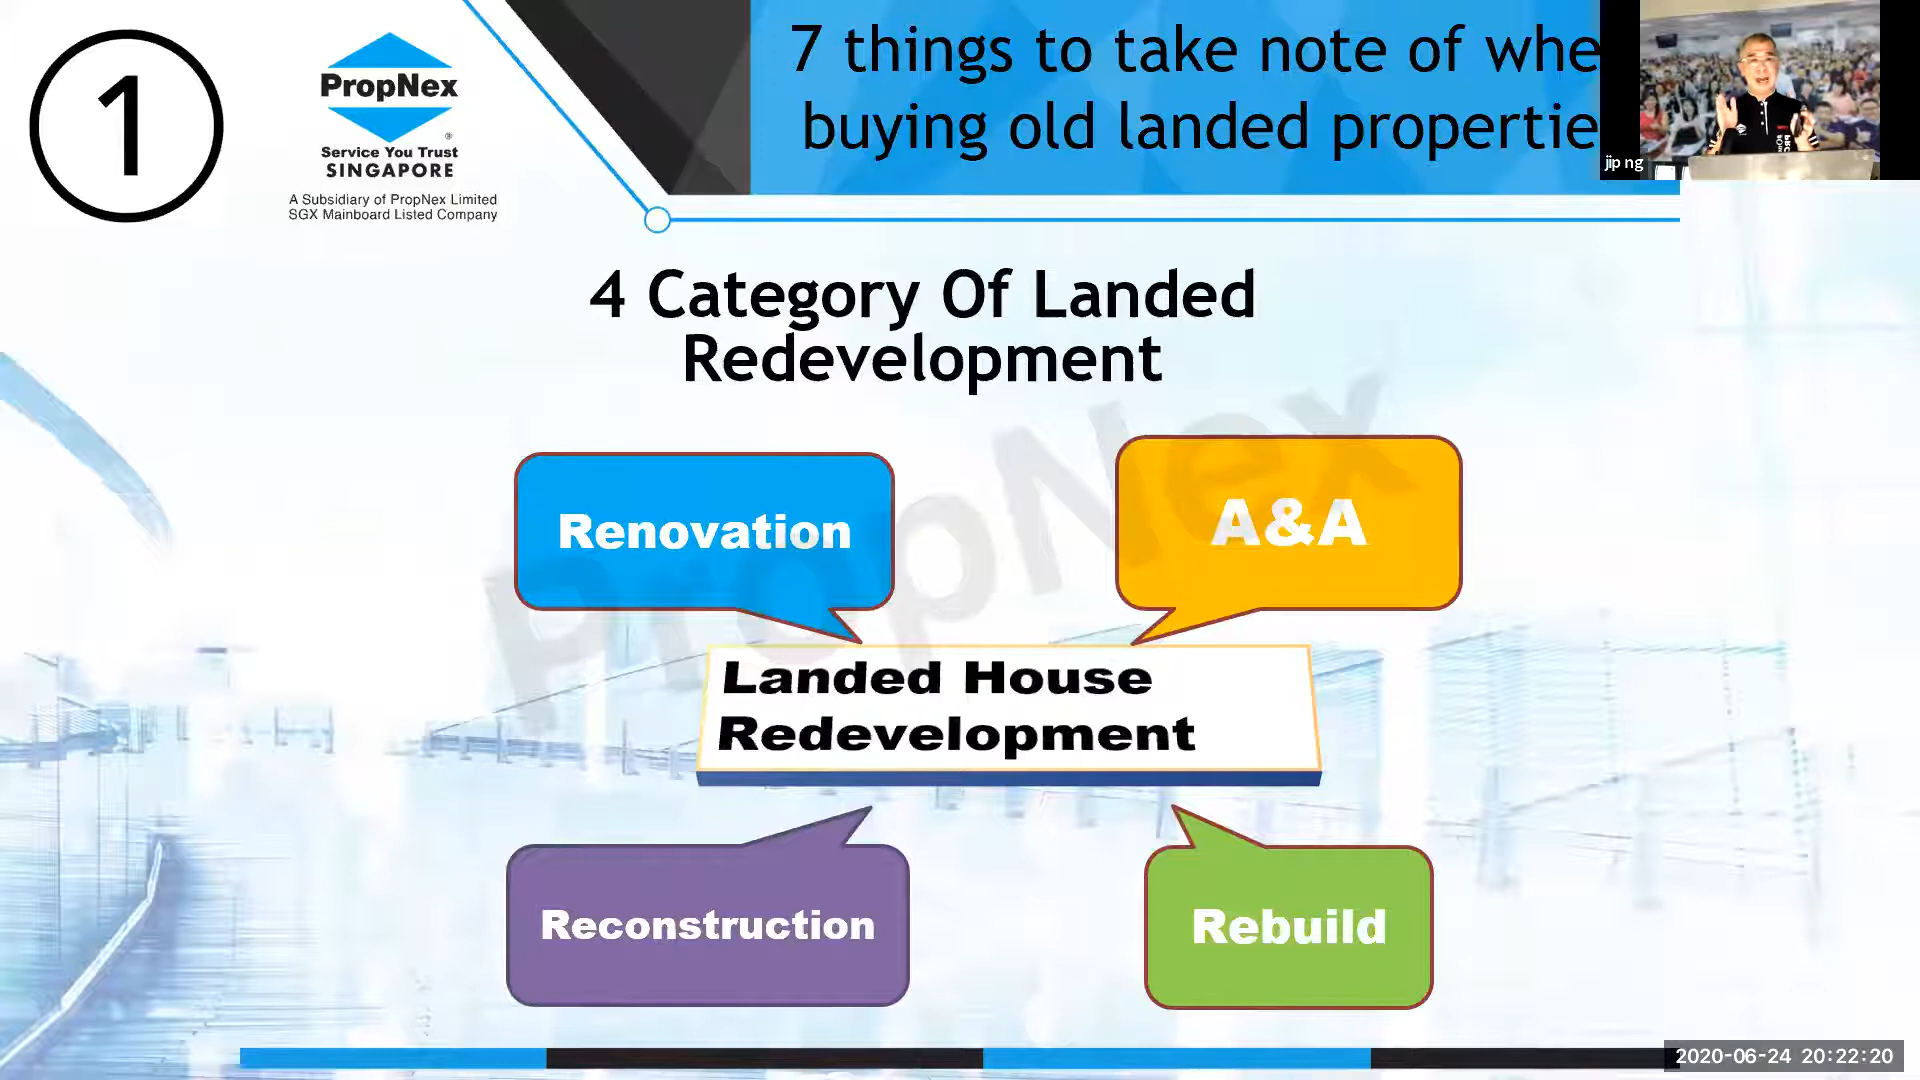 1
PropNex
®
Service You Trust
SINGAPORE
A Subsidiary of PropNex Limited
SGX Mainboard Listed Company
7 things to take note of whe
buying old landed propertie
jip ng
4 Category Of Landed
Redevelopment
PropNex
Renovation
A&A
Landed House
Redevelopment
Reconstruction
Rebuild
2020-06-24 20:22:20